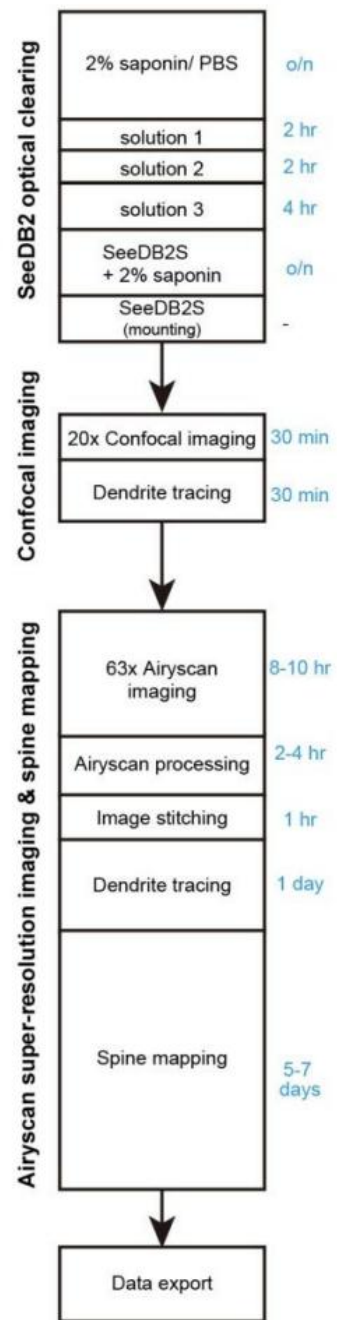 SeeDB2 optical clearing
2% saponin/ PBS
o/n
solution 1
2 hr
solution 2
2 hr
solution 3
4 hr
SeeDB2S
+ 2% saponin
o/n
SeeDB2S
(mounting)
-
Confocal imaging
20x Confocal imaging
30 min
Dendrite tracing
30 min
Airyscan super-resolution imaging & spine mapping
63x Airyscan
imaging
8-10 hr
Airyscan processing
2-4 hr
Image stitching
1 hr
Dendrite tracing
1 day
Spine mapping
5-7
days
Data export